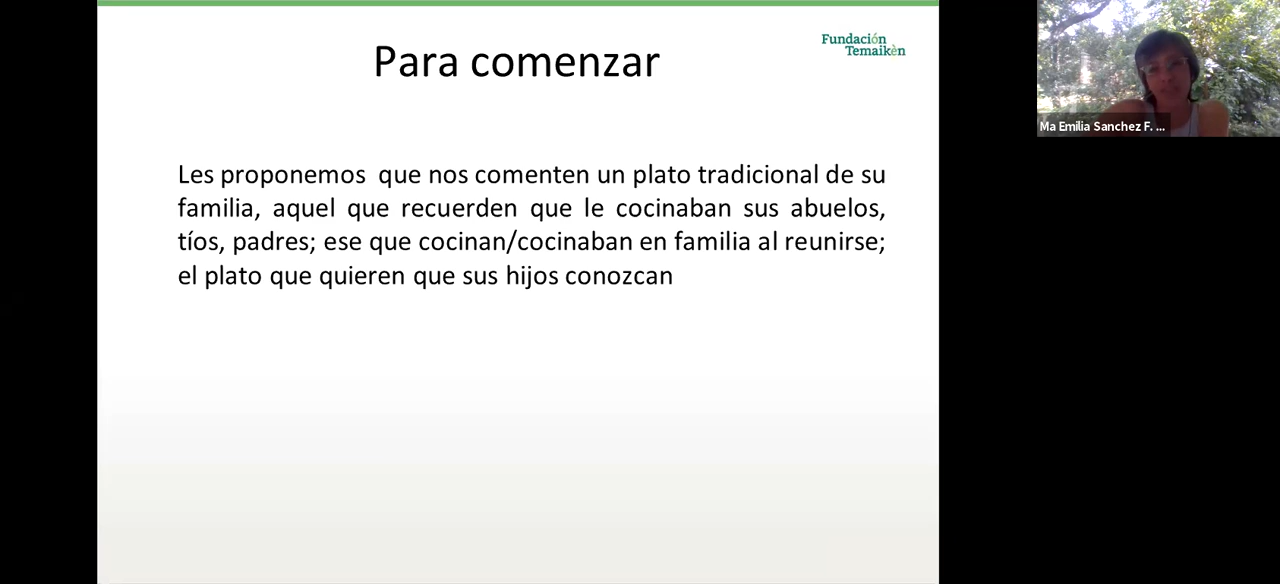 Para comenzar
Fundación
Temaikèn
Les proponemos  que nos comenten un plato tradicional de su
familia, aquel que recuerden que le cocinaban sus abuelos,
tíos, padres; ese que cocinan/cocinaban en familia al reunirse;
el plato que quieren que sus hijos conozcan
Ma Emilia Sanchez F. ...